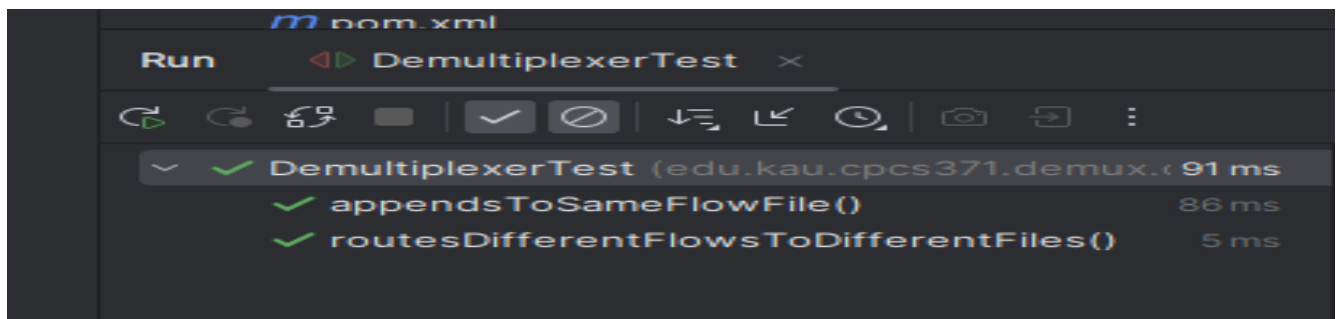 pom.xml
Run DemultiplexerTest
DemultiplexerTest (edu.kau.cpcs371.demux. 91 ms
appendsToSameFlowFile() 86 ms
routesDifferentFlowsToDifferentFiles() 5 ms